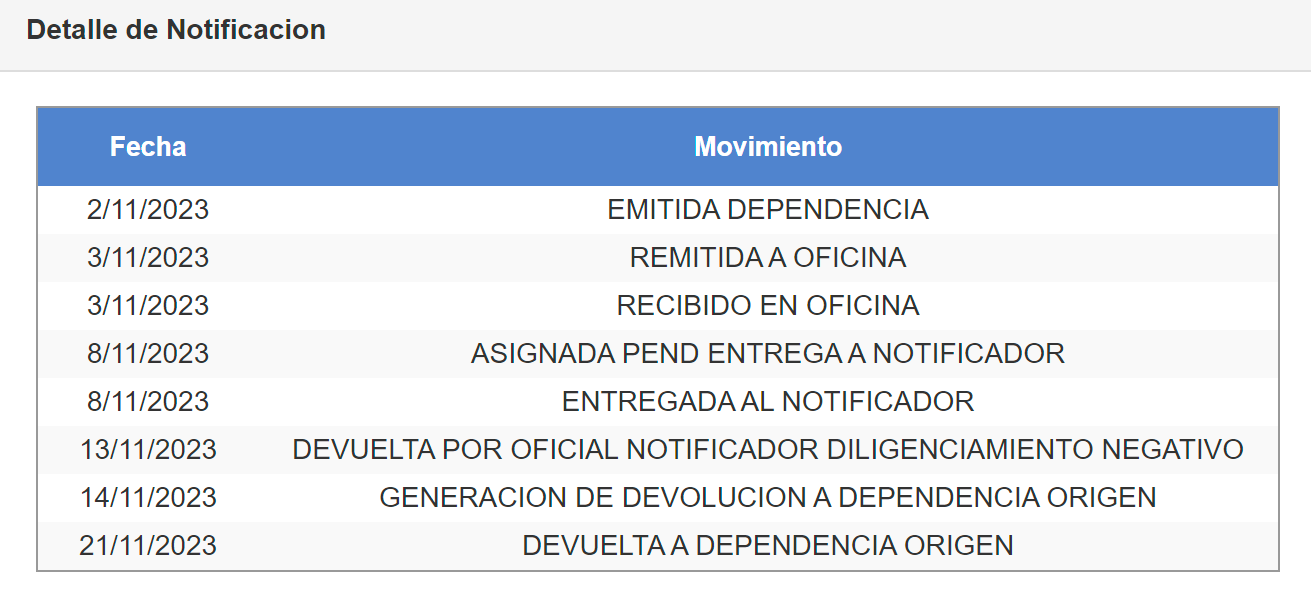 Detalle de Notificacion
Fecha Movimiento
2/11/2023 EMITIDA DEPENDENCIA
3/11/2023 REMITIDA A OFICINA
3/11/2023 RECIBIDO EN OFICINA
8/11/2023 ASIGNADA PEND ENTREGA A NOTIFICADOR
8/11/2023 ENTREGADA AL NOTIFICADOR
13/11/2023 DEVUELTA POR OFICIAL NOTIFICADOR DILIGENCIAMIENTO NEGATIVO
14/11/2023 GENERACION DE DEVOLUCION A DEPENDENCIA ORIGEN
21/11/2023 DEVUELTA A DEPENDENCIA ORIGEN